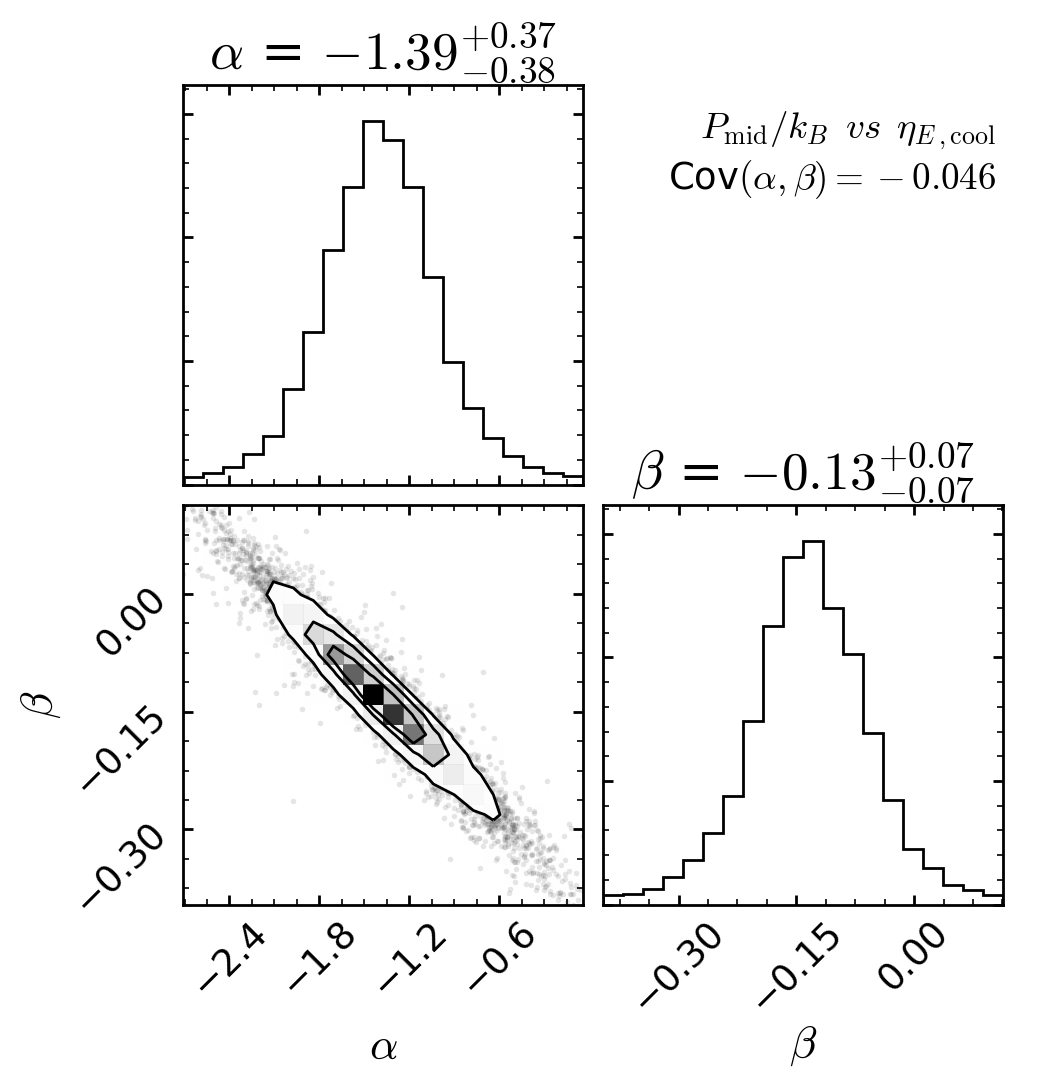 α = −1.39 +0.37 −0.38
P_mid/k_B vs η_E,cool
Cov(α, β) = − 0.046
β = −0.13 +0.07 −0.07
0.00
−0.15
−0.30
β
−2.4 −1.8 −1.2 −0.6
α
−0.30 −0.15 0.00
β